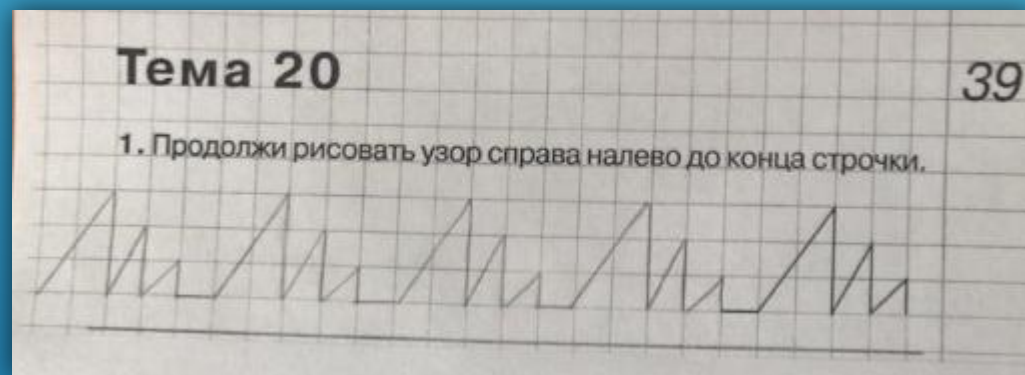 Тема 20
39
1. Продолжи рисовать узор справа налево до конца строчки.